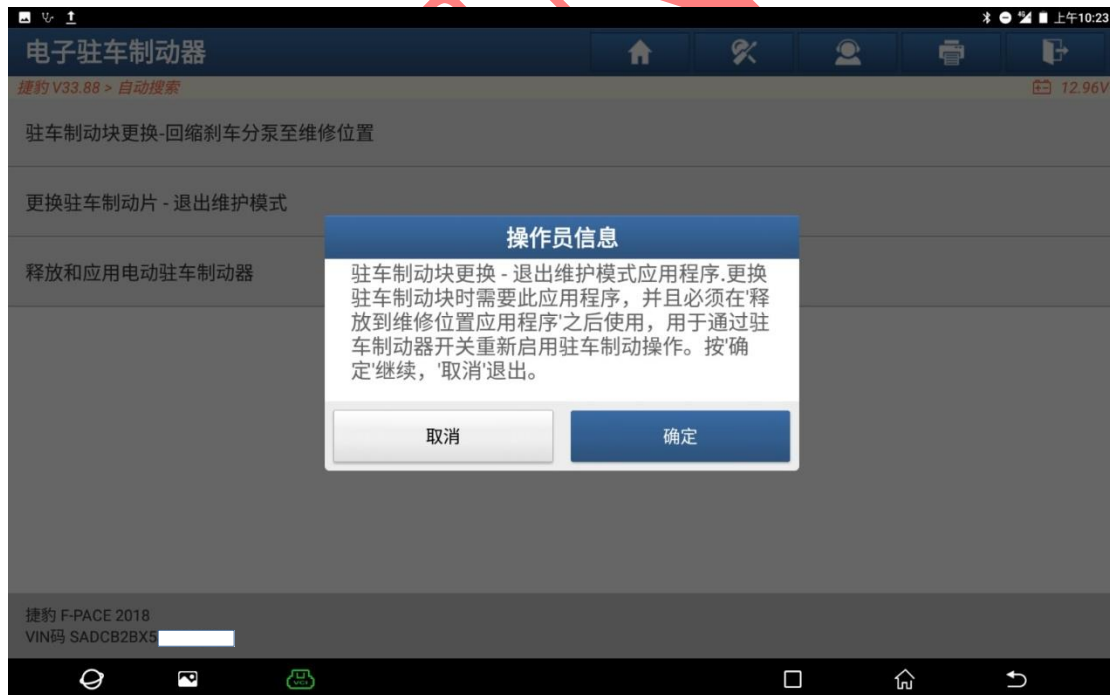 上午10:23
电子驻车制动器
捷豹 V33.88 > 自动搜索
12.96V
驻车制动块更换-回缩刹车分泵至维修位置
更换驻车制动片 - 退出维护模式
释放和应用电动驻车制动器
操作员信息
驻车制动块更换 - 退出维护模式应用程序.更换
驻车制动块时需要此应用程序，并且必须在'释
放到维修位置应用程序'之后使用，用于通过驻
车制动器开关重新启用驻车制动操作。按'确
定'继续，'取消'退出。
取消
确定
捷豹 F-PACE 2018
VIN码 SADCB2BX5
VCI